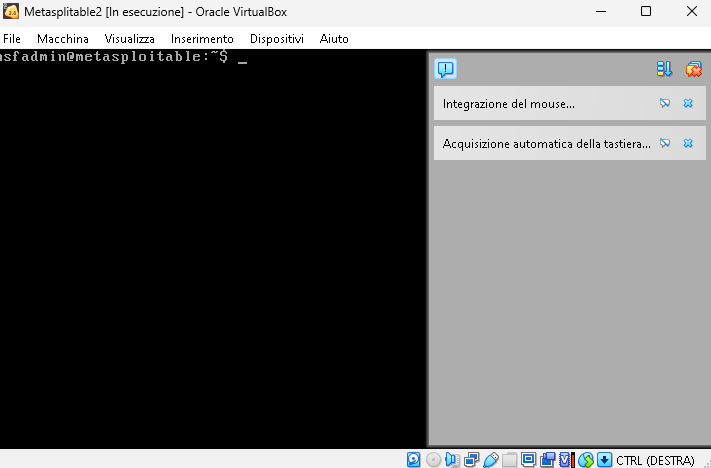 Metasplitable2 [In esecuzione] - Oracle VirtualBox
File Macchina Visualizza Inserimento Dispositivi Aiuto
sfadmin@metasploitable:~$ _
Integrazione del mouse...
Acquisizione automatica della tastiera...
CTRL (DESTRA)